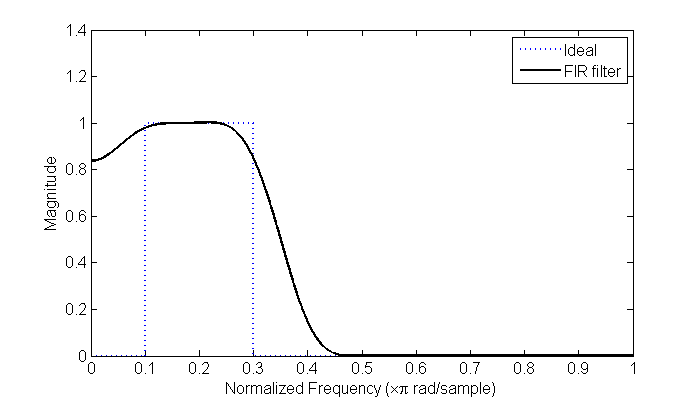 1.4
1.2
1
0.8
0.6
0.4
0.2
0
Magnitude
Ideal
FIR filter
0 0.1 0.2 0.3 0.4 0.5 0.6 0.7 0.8 0.9 1
Normalized Frequency (×π rad/sample)